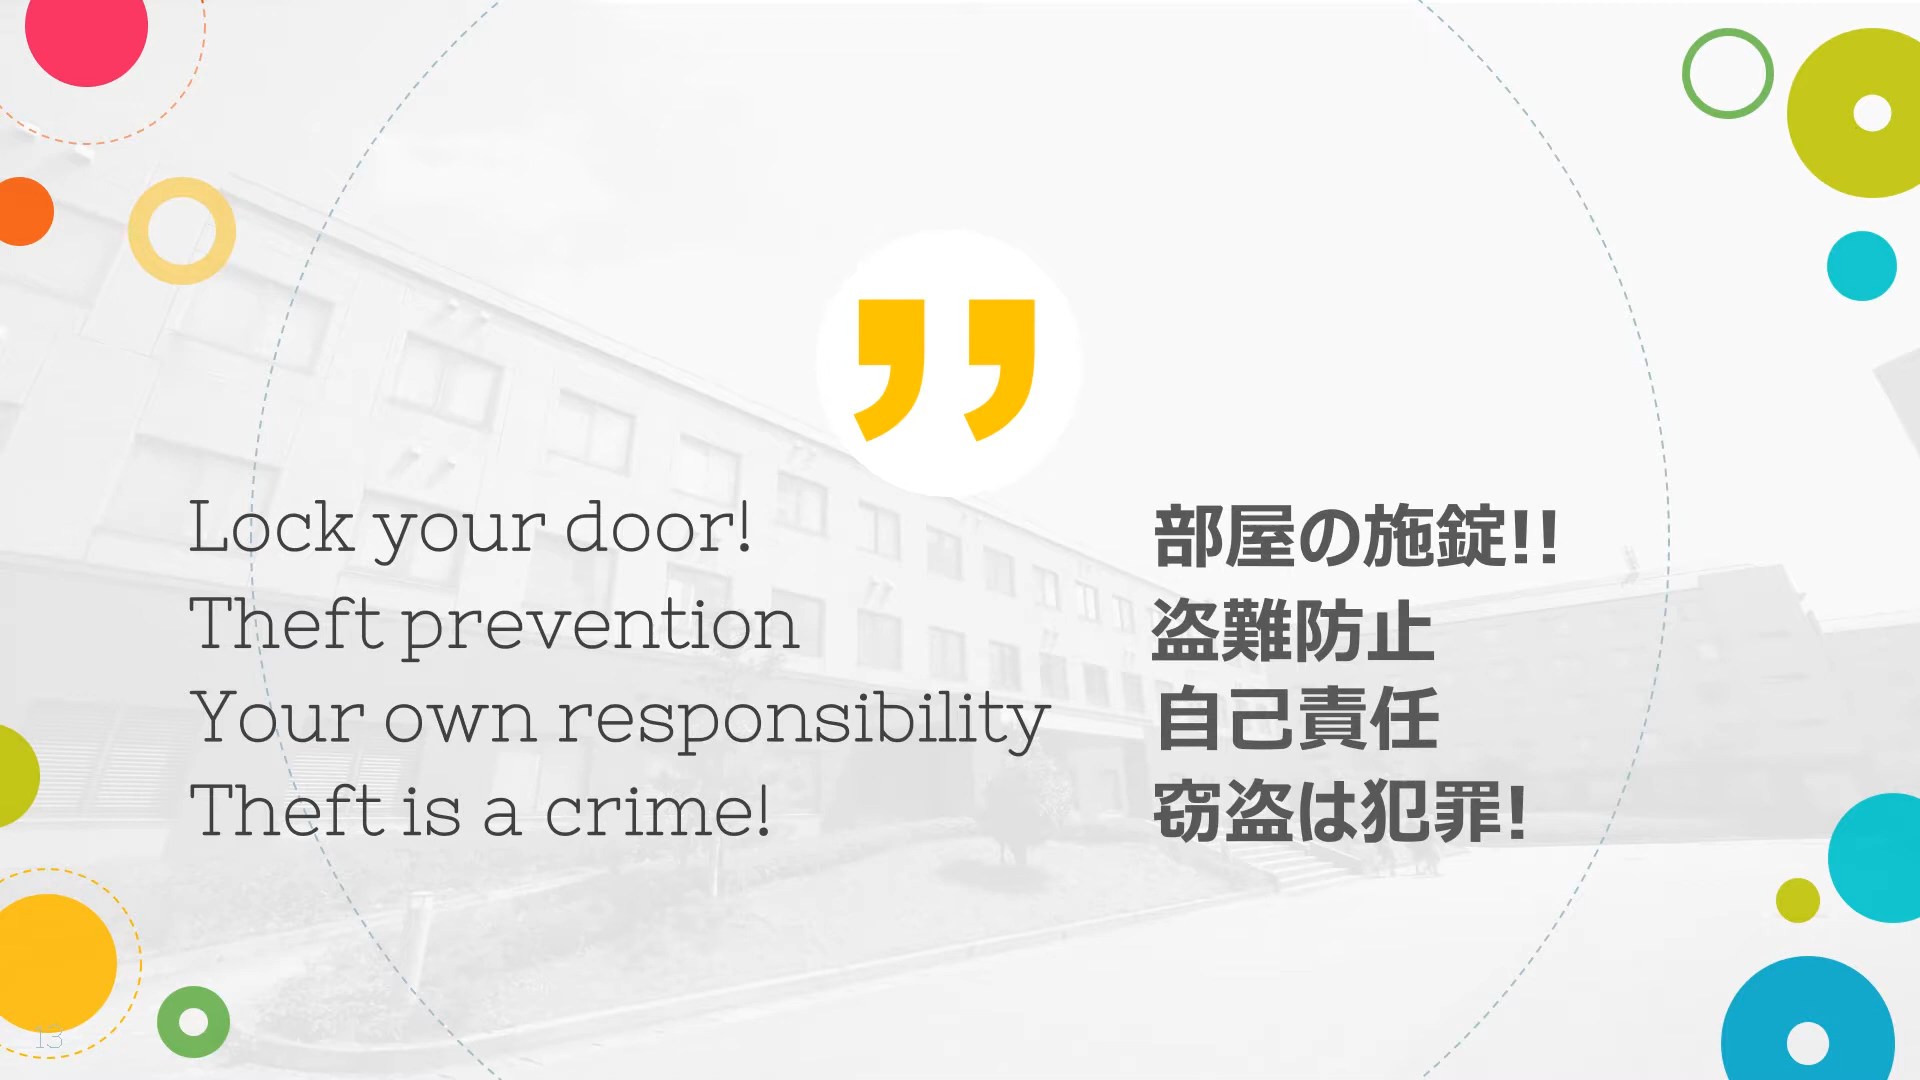 Lock your door!
Theft prevention
Your own responsibility
Theft is a crime!
部屋の施錠!!
盗難防止
自己責任
窃盗は犯罪!
13